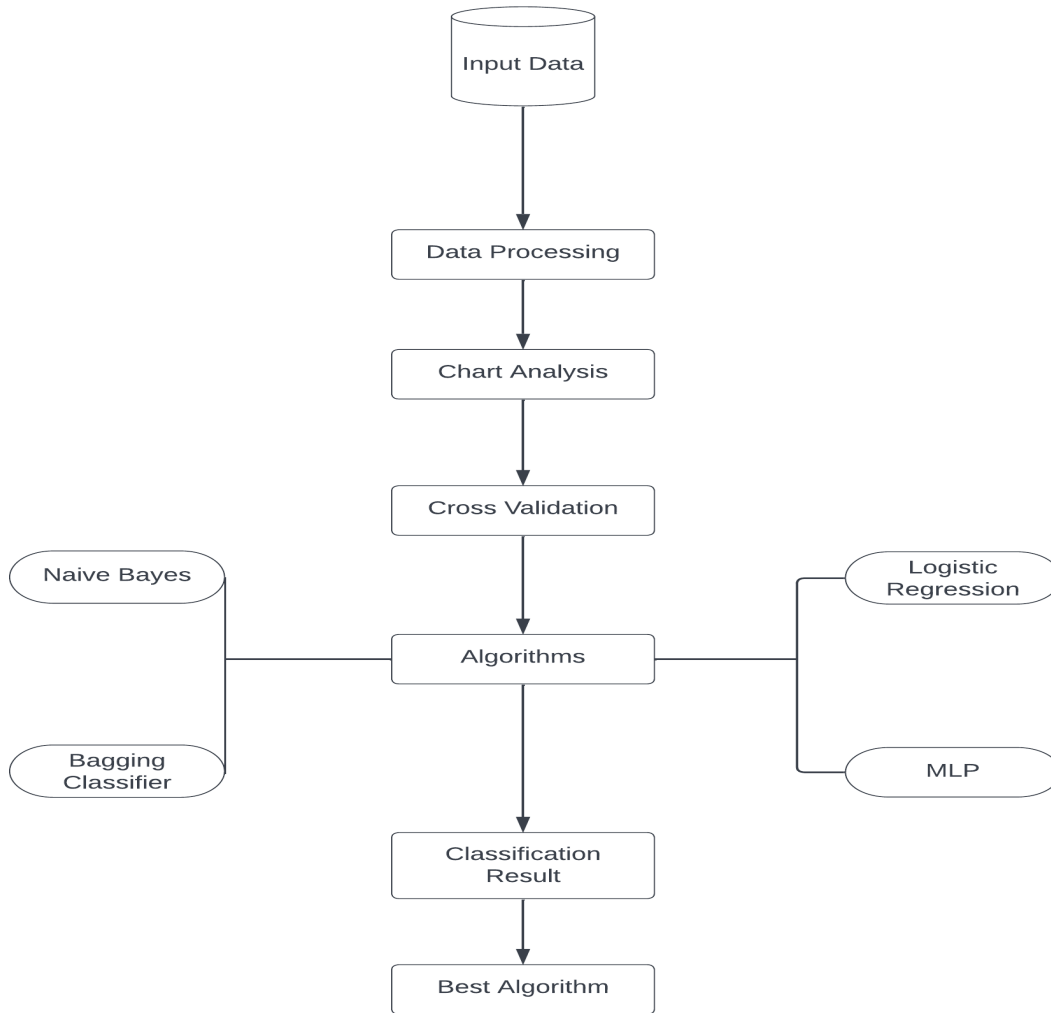 Input Data
Data Processing
Chart Analysis
Cross Validation
Naive Bayes
Logistic
Regression
Algorithms
Bagging
Classifier
MLP
Classification
Result
Best Algorithm